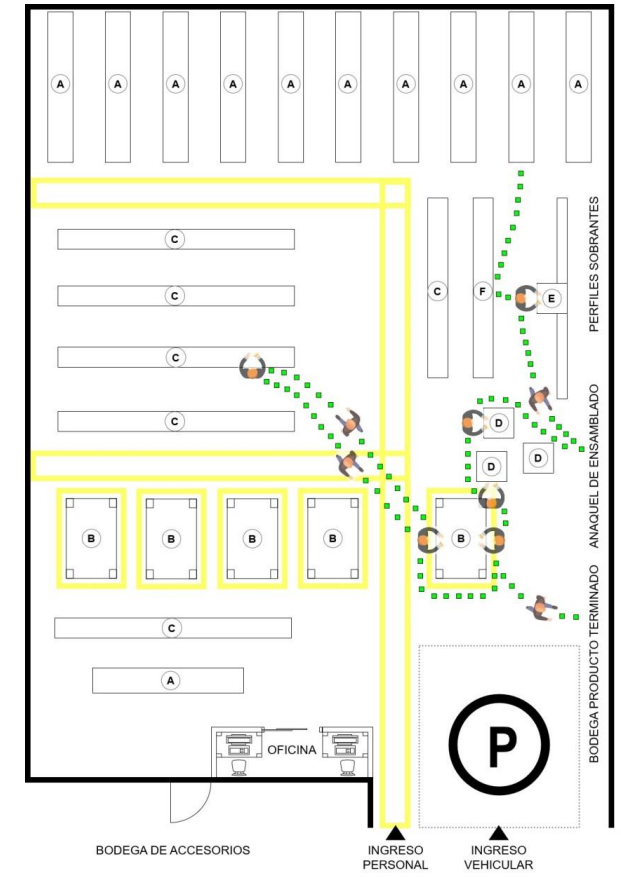 A A A A A A A A A A
PERFILES SOBRANTES
C
C
C F E
C
ANAQUEL DE ENSAMBLADO
C
D
D
D
B B B B B
BODEGA PRODUCTO TERMINADO
C
A
P
OFICINA
BODEGA DE ACCESORIOS
INGRESO
PERSONAL
INGRESO
VEHICULAR